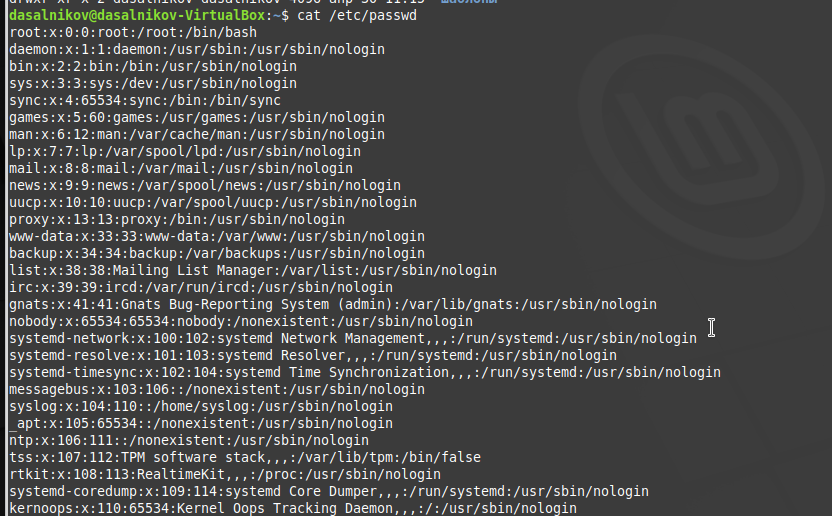 dasalnikov@dasalnikov-VirtualBox:~$ cat /etc/passwd
root:x:0:0:root:/root:/bin/bash
daemon:x:1:1:daemon:/usr/sbin:/usr/sbin/nologin
bin:x:2:2:bin:/bin:/usr/sbin/nologin
sys:x:3:3:sys:/dev:/usr/sbin/nologin
sync:x:4:65534:sync:/bin:/bin/sync
games:x:5:60:games:/usr/games:/usr/sbin/nologin
man:x:6:12:man:/var/cache/man:/usr/sbin/nologin
lp:x:7:7:lp:/var/spool/lpd:/usr/sbin/nologin
mail:x:8:8:mail:/var/mail:/usr/sbin/nologin
news:x:9:9:news:/var/spool/news:/usr/sbin/nologin
uucp:x:10:10:uucp:/var/spool/uucp:/usr/sbin/nologin
proxy:x:13:13:proxy:/bin:/usr/sbin/nologin
www-data:x:33:33:www-data:/var/www:/usr/sbin/nologin
backup:x:34:34:backup:/var/backups:/usr/sbin/nologin
list:x:38:38:Mailing List Manager:/var/list:/usr/sbin/nologin
irc:x:39:39:ircd:/var/run/ircd:/usr/sbin/nologin
gnats:x:41:41:Gnats Bug-Reporting System (admin):/var/lib/gnats:/usr/sbin/nologin
nobody:x:65534:65534:nobody:/nonexistent:/usr/sbin/nologin
systemd-network:x:100:102:systemd Network Management,,,:/run/systemd:/usr/sbin/nologin
systemd-resolve:x:101:103:systemd Resolver,,,:/run/systemd:/usr/sbin/nologin
systemd-timesync:x:102:104:systemd Time Synchronization,,,:/run/systemd:/usr/sbin/nologin
messagebus:x:103:106::/nonexistent:/usr/sbin/nologin
syslog:x:104:110::/home/syslog:/usr/sbin/nologin
_apt:x:105:65534::/nonexistent:/usr/sbin/nologin
ntp:x:106:111::/nonexistent:/usr/sbin/nologin
tss:x:107:112:TPM software stack,,,:/var/lib/tpm:/bin/false
rtkit:x:108:113:RealtimeKit,,,:/proc:/usr/sbin/nologin
systemd-coredump:x:109:114:systemd Core Dumper,,,:/run/systemd:/usr/sbin/nologin
kernoops:x:110:65534:Kernel Oops Tracking Daemon,,,:/:/usr/sbin/nologin